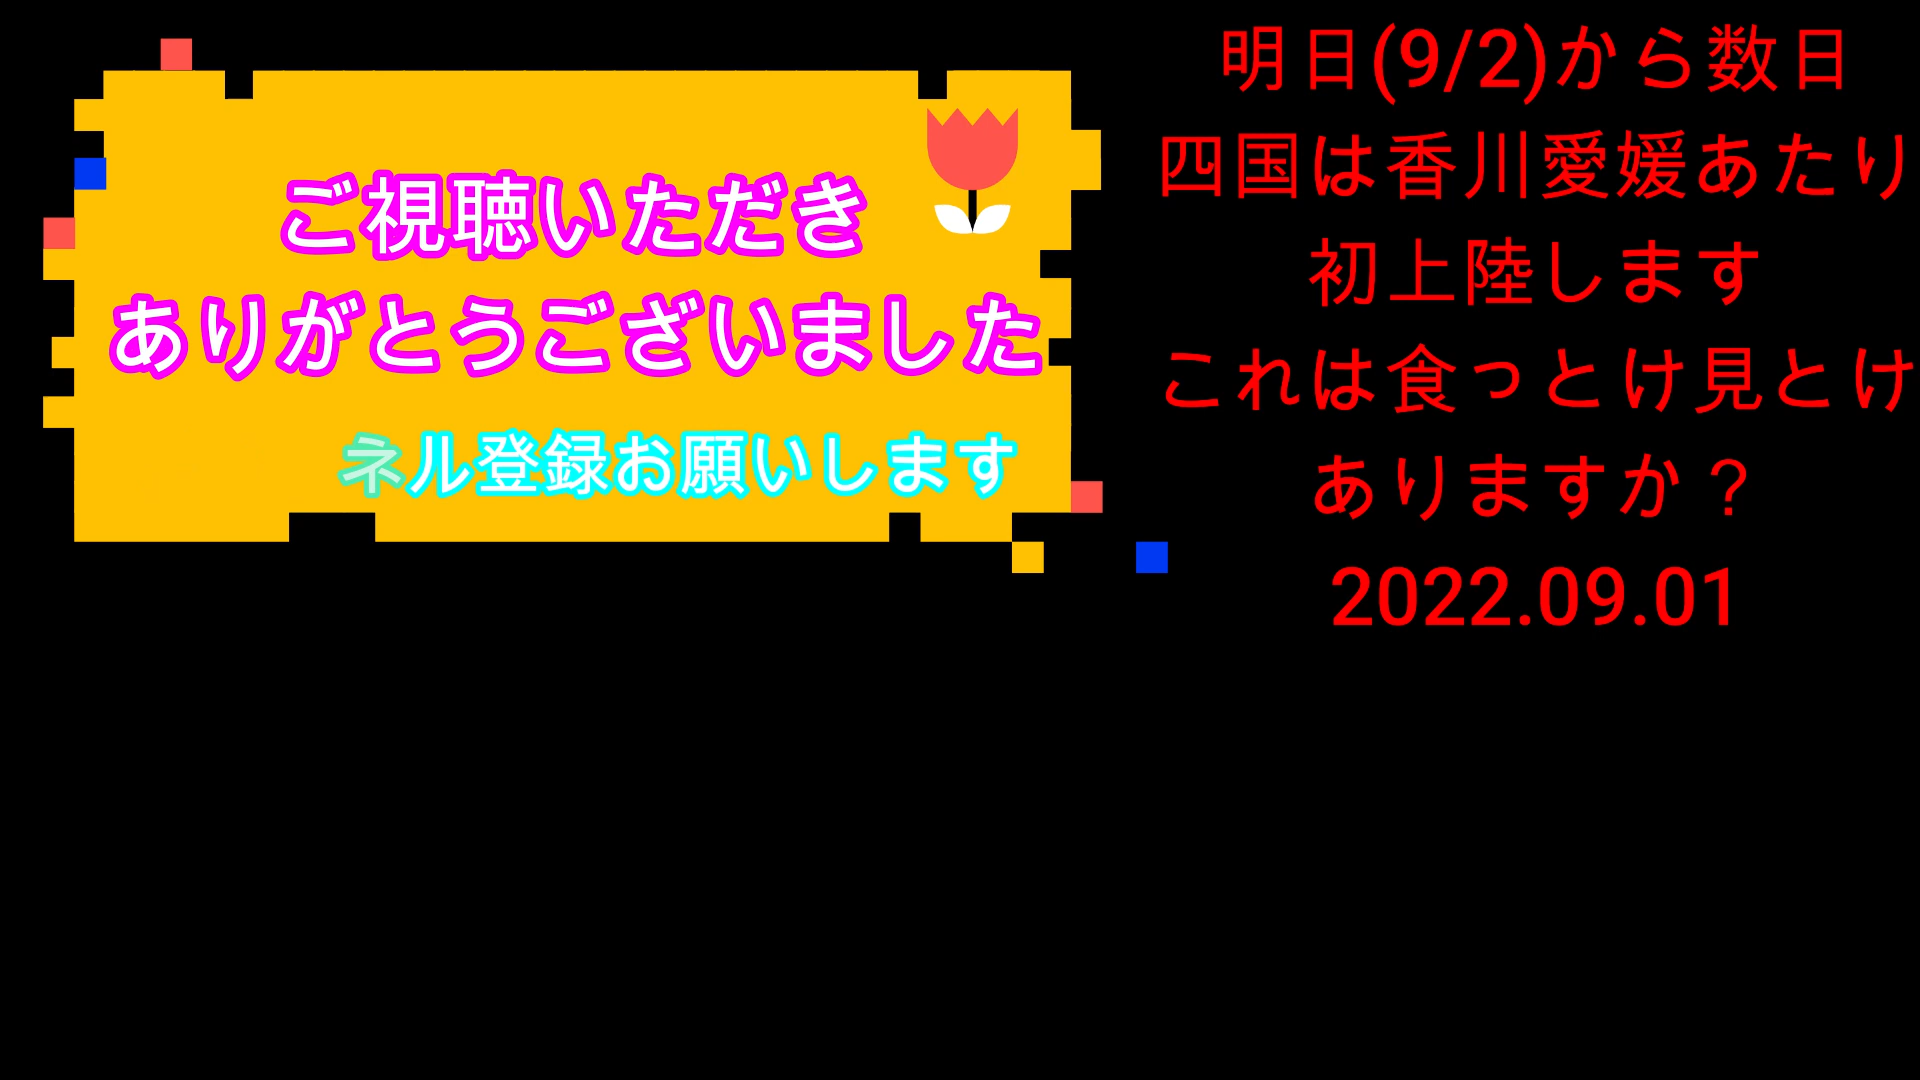 ご視聴いただき
ありがとうございました
ネル登録お願いします
明日(9/2)から数日
四国は香川愛媛あたり
初上陸します
これは食っとけ見とけ
ありますか？
2022.09.01